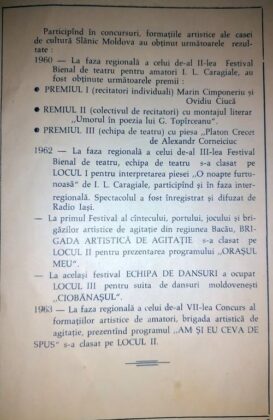 Participînd în concursuri, formațiile artistice ale casei
de cultură Slănic Moldova au obținut următoarele rezul-
tate :
1960 — La faza regională a celui de-al II-lea Festival
Bienal de teatru pentru amatori I. L. Caragiale, au
fost obținute următoarele premii :
● PREMIUL I (recitatori individuali) Marin Cimponeriu și
Ovidiu Ciucă
● REMIUL II (colectivul de recitatori) cu montajul literar
"Umorul în poezia lui G. Topîrceanu".
● PREMIUL III (echipa de teatru) cu piesa „Platon Crecet
de Alexandr Corneiciuc
1962 — La faza regională a celui de al III-lea Festival
Bienal de teatru, echipa de teatru s-a clasat pe
LOCUL I pentru interpretarea piesei „O noapte furtu-
noasă" de I. L. Caragiale, participînd și în faza inter-
regională. Spectacolul a fost înregistrat și difuzat de
Radio Iași.
— La primul Festival al cîntecului, portului, jocului și bri-
găzilor artistice de agitație din regiunea Bacău, BRI-
GADA ARTISTICĂ DE AGITAȚIE s-a clasat pe
LOCUL II pentru prezentarea programului „ORAȘUL
MEU".
— La același festival ECHIPA DE DANSURI a ocupat
LOCUL III pentru suita de dansuri moldovenești
„CIOBĂNAȘUL".
1963 — La faza regională a celui de-al VII-lea Concurs al
formațiilor artistice de amatori, brigada artistică de
agitație, prezentînd programul „AM ȘI EU CEVA DE
SPUS" s-a clasat pe LOCUL II.